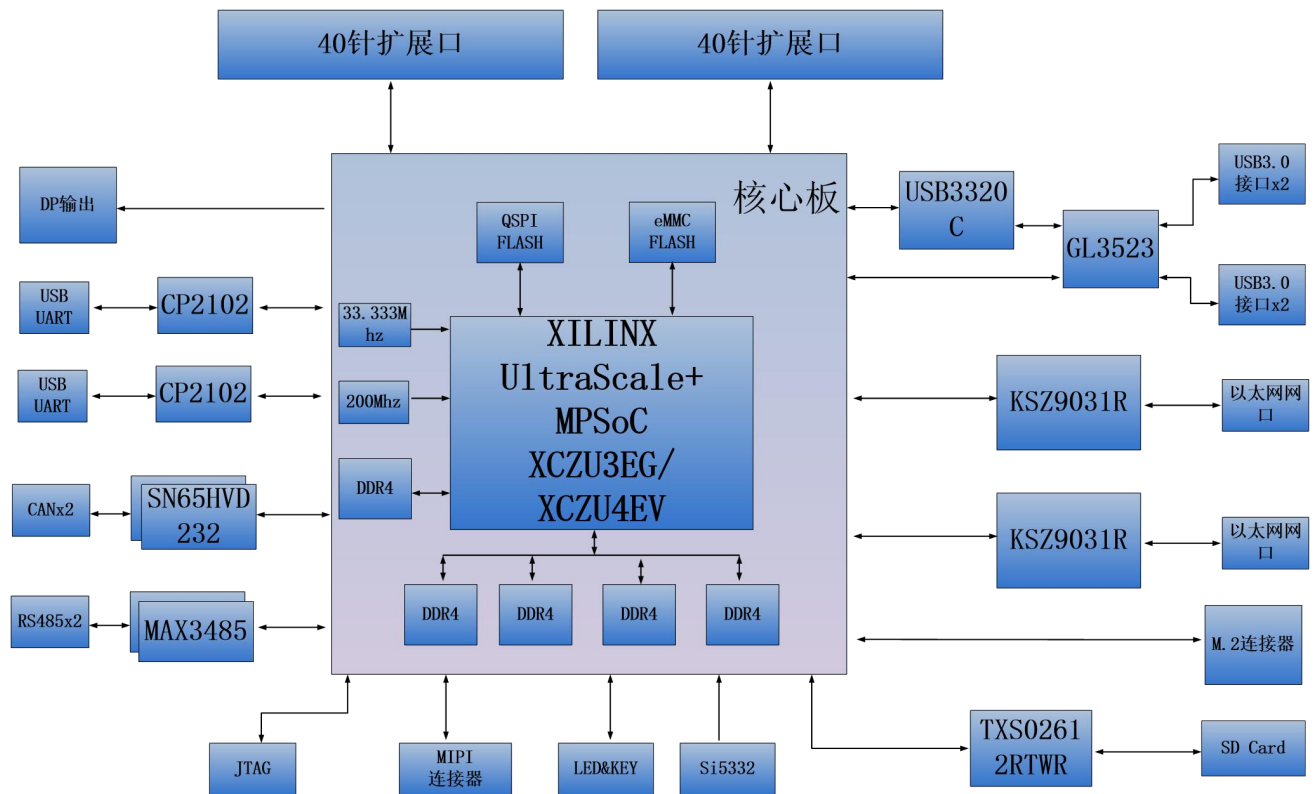 40针扩展口
40针扩展口
核心板
DP输出
QSPI
FLASH
eMMC
FLASH
USB3320
C
GL3523
USB3.0
接口x2
USB3.0
接口x2
USB
UART
CP2102
33.333M
hz
XILINX
UltraScale+
MPSoC
XCZU3EG/
XCZU4EV
USB
UART
CP2102
200Mhz
KSZ9031R
以太网网
口
CANx2
SN65HVD
232
DDR4
KSZ9031R
以太网网
口
RS485x2
MAX3485
DDR4
DDR4
DDR4
DDR4
M.2连接器
JTAG
MIPI
连接器
LED&KEY
Si5332
TXS0261
2RTWR
SD Card